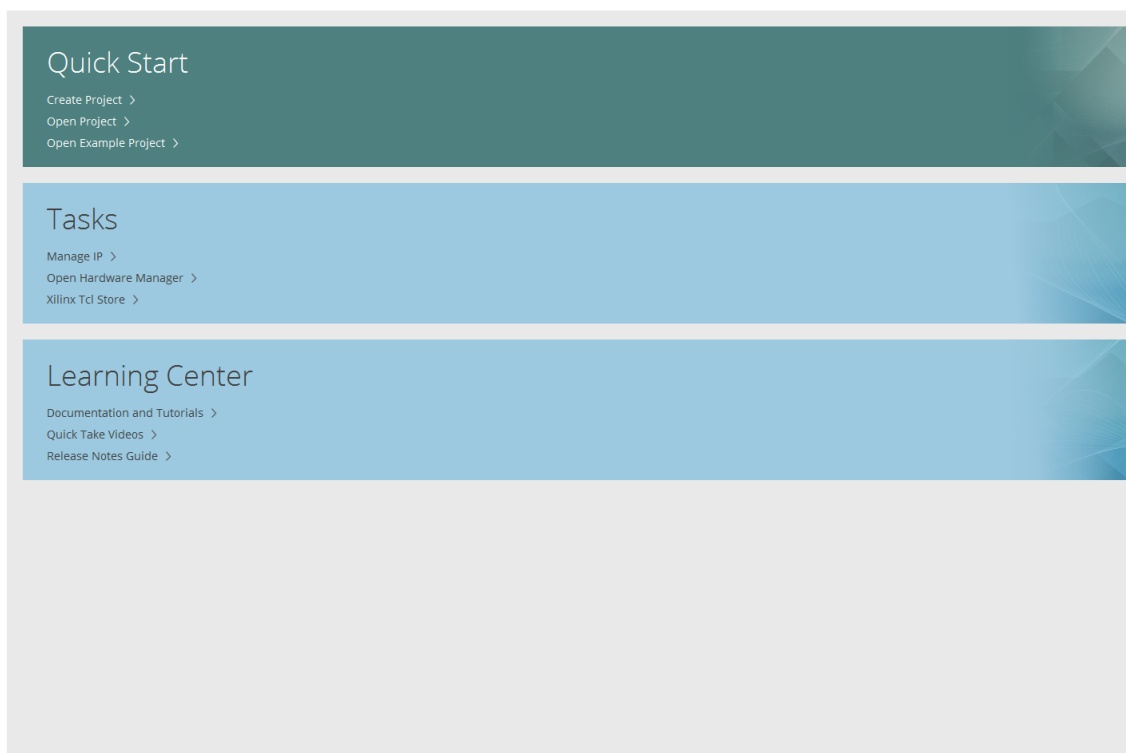 Quick Start
Create Project >
Open Project >
Open Example Project >
Tasks
Manage IP >
Open Hardware Manager >
Xilinx Tcl Store >
Learning Center
Documentation and Tutorials >
Quick Take Videos >
Release Notes Guide >